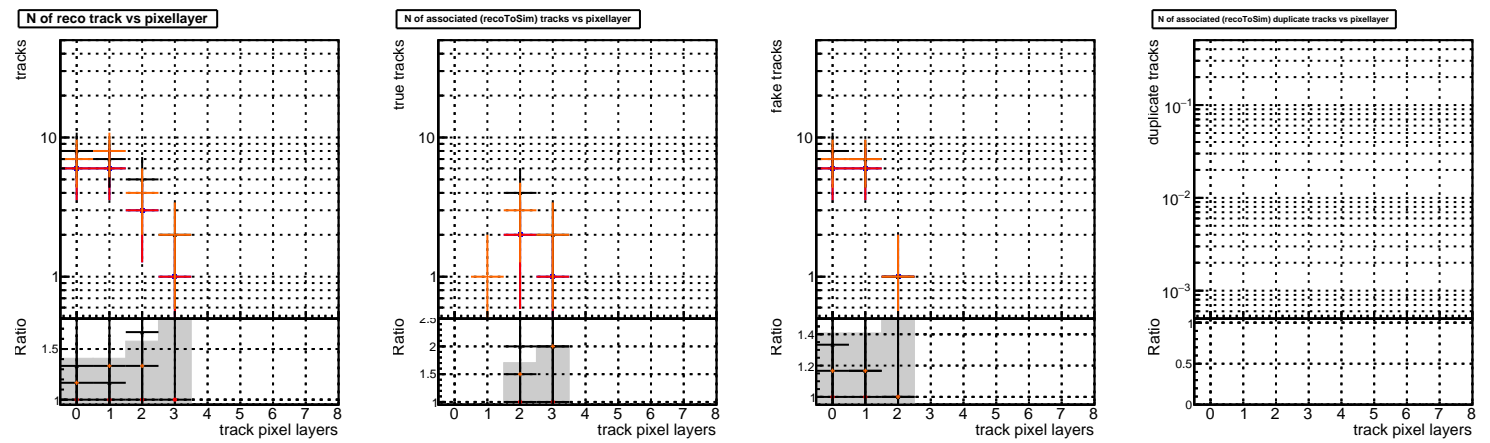 N of reco track vs pixellayer
tracks
10
1
Ratio
1.5
1
0 1 2 3 4 5 6 7 8
track pixel layers
N of associated (recoToSim) tracks vs pixellayer
true tracks
10
1
Ratio
2.5
2
1.5
1
0 1 2 3 4 5 6 7 8
track pixel layers
fake tracks
10
1
Ratio
1.4
1.2
1
0 1 2 3 4 5 6 7 8
track pixel layers
N of associated (recoToSim) duplicate tracks vs pixellayer
duplicate tracks
10⁻¹
10⁻²
10⁻³
Ratio
1
0.5
0
0 1 2 3 4 5 6 7 8
track pixel layers